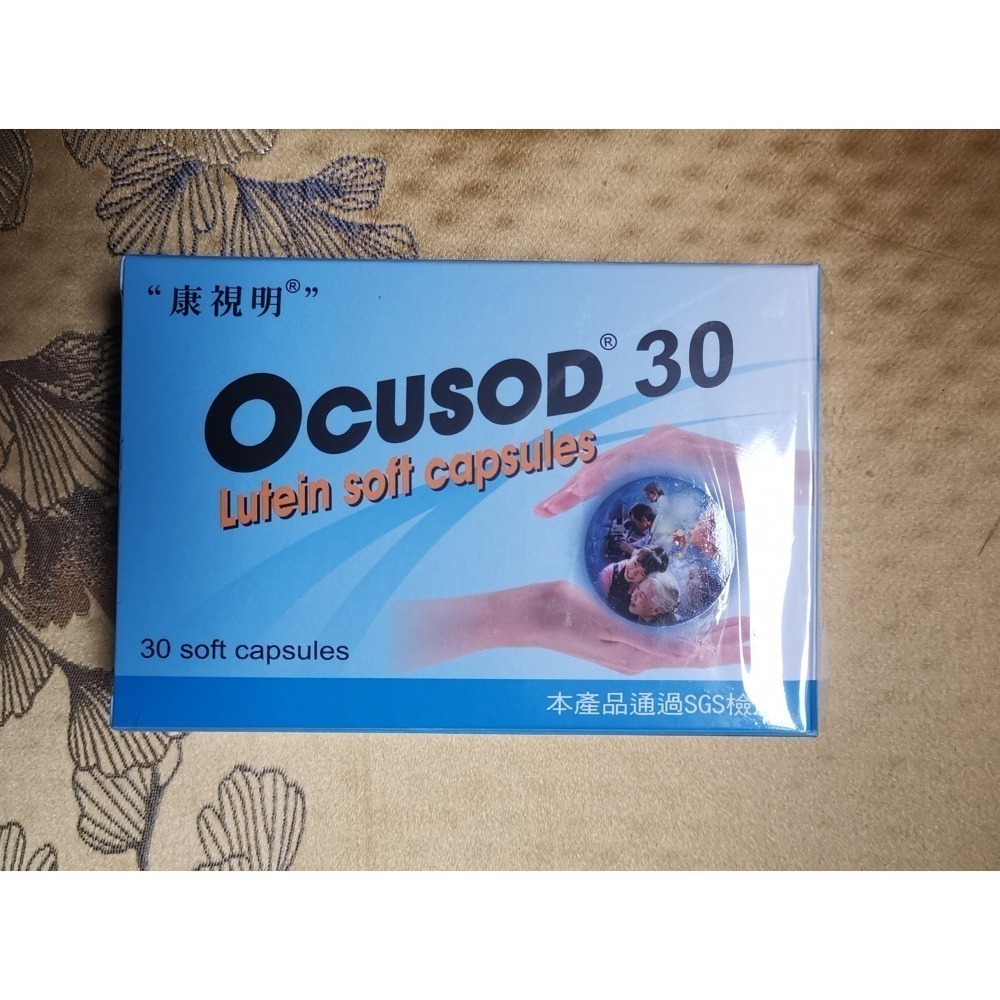 “康視明®”
OCUSOD® 30
Lutein soft capsules
30 soft capsules
本產品通過SGS檢